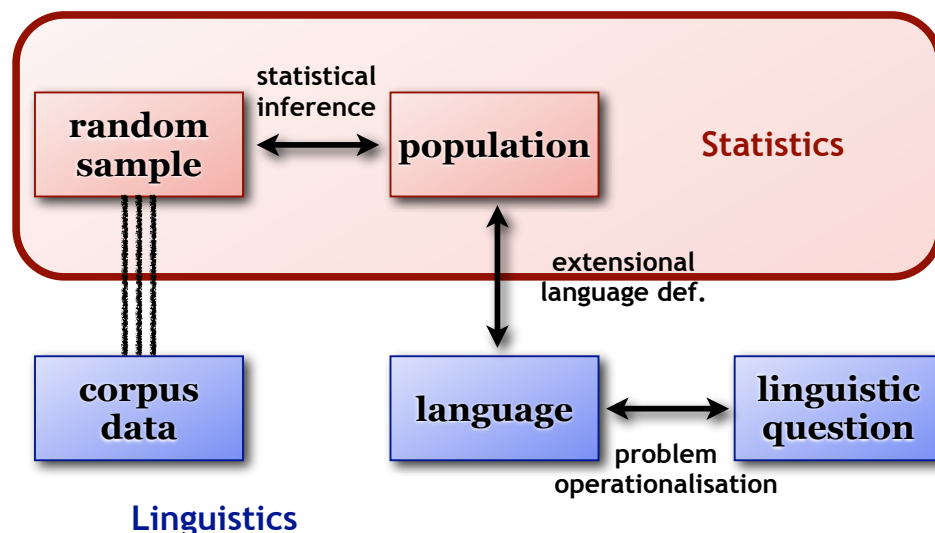 statistical
inference
random
sample
population
Statistics
extensional
language def.
corpus
data
language
linguistic
question
problem
operationalisation
Linguistics